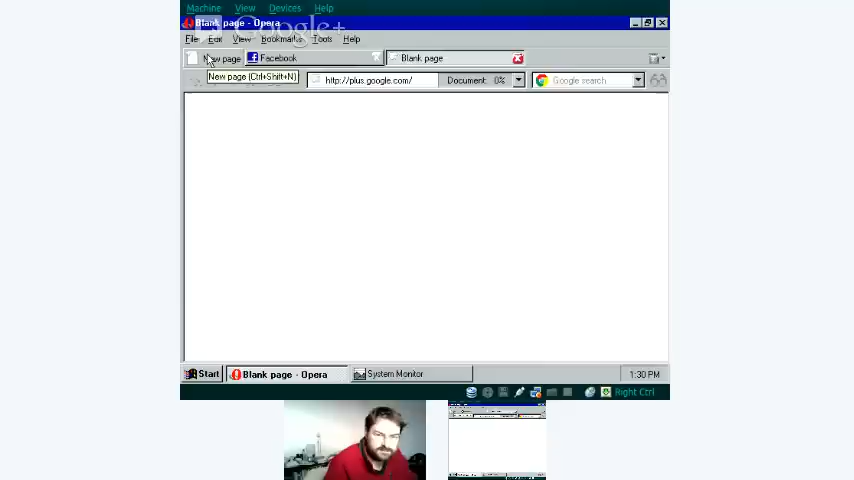 Machine View Devices Help
Blank page - Opera
Google+
File Edit View Bookmarks Tools Help
New page Facebook Blank page
New page (Ctrl+Shift+N)
http://plus.google.com/ Document: 0% Google search
Start Blank page - Opera System Monitor 1:30 PM
Right Ctrl